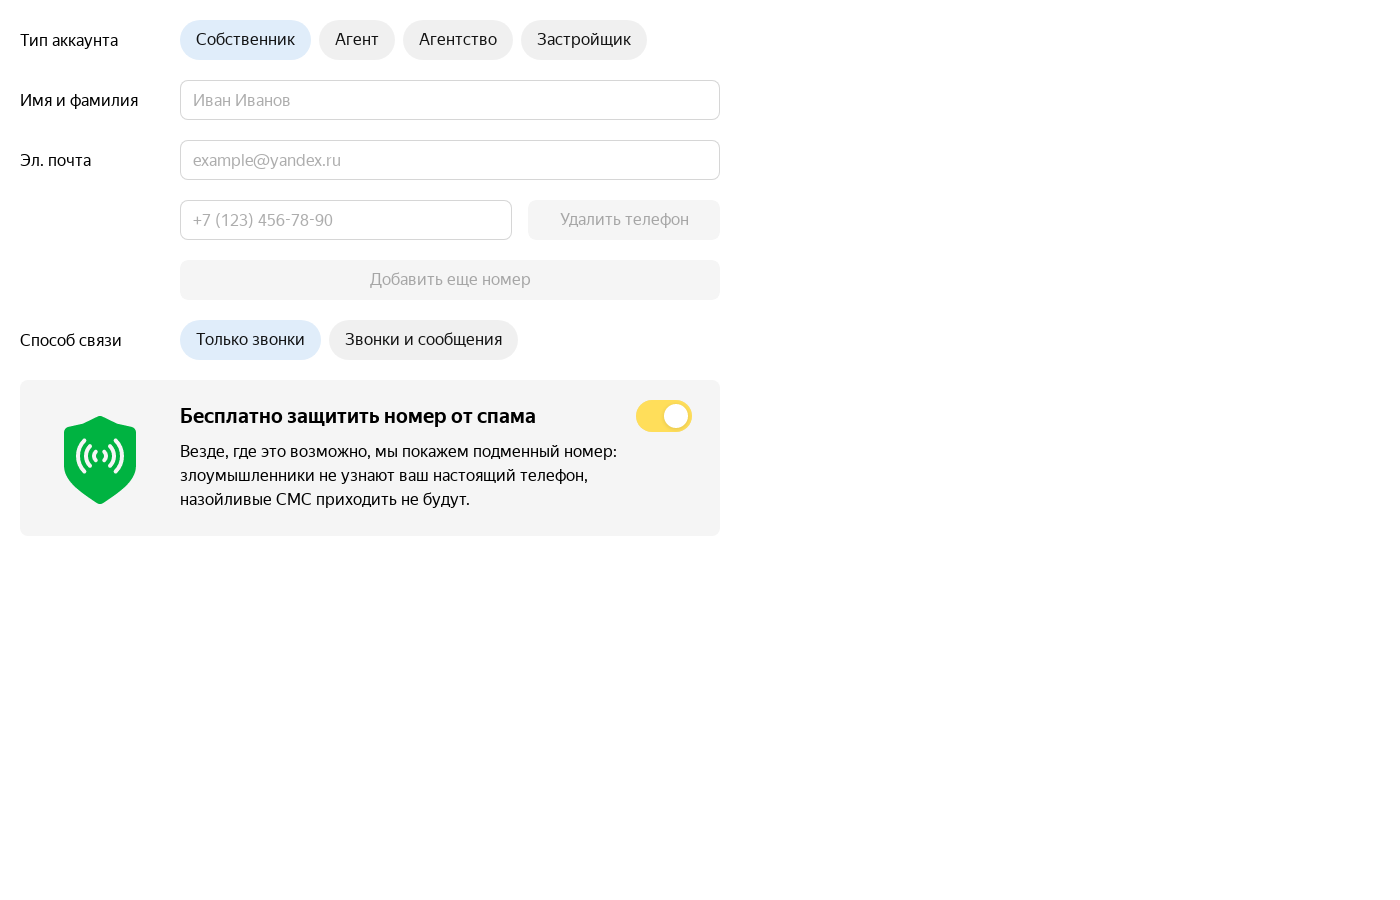 Тип аккаунта
Собственник
Агент
Агентство
Застройщик
Имя и фамилия
Иван Иванов
Эл. почта
example@yandex.ru
+7 (123) 456-78-90
Удалить телефон
Добавить еще номер
Способ связи
Только звонки
Звонки и сообщения
Бесплатно защитить номер от спама
Везде, где это возможно, мы покажем подменный номер:
злоумышленники не узнают ваш настоящий телефон,
назойливые СМС приходить не будут.